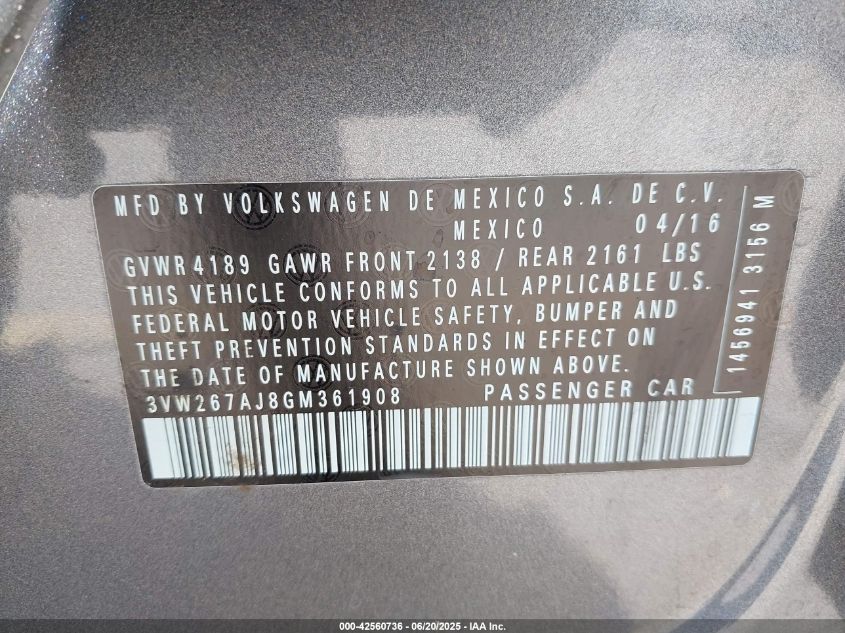 MFD BY VOLKSWAGEN DE MEXICO S.A. DE C.V.
MEXICO 04/16
GVWR 4189 GAWR FRONT 2138 / REAR 2161 LBS
THIS VEHICLE CONFORMS TO ALL APPLICABLE U.S.
FEDERAL MOTOR VEHICLE SAFETY, BUMPER AND
THEFT PREVENTION STANDARDS IN EFFECT ON
THE DATE OF MANUFACTURE SHOWN ABOVE.
3VW267AJ8GM361908 PASSENGER CAR
1456941 3156 M
000-42560736 - 06/20/2025 - IAA Inc.